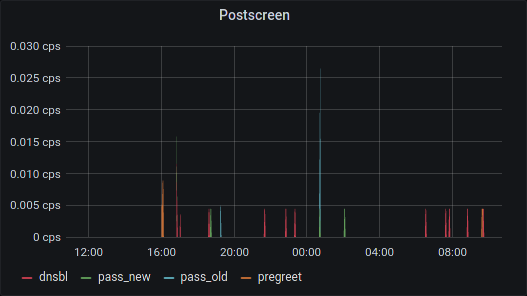 Postscreen
0.030 cps
0.025 cps
0.020 cps
0.015 cps
0.010 cps
0.005 cps
0 cps
12:00 16:00 20:00 00:00 04:00 08:00
dnsbl pass_new pass_old pregreet